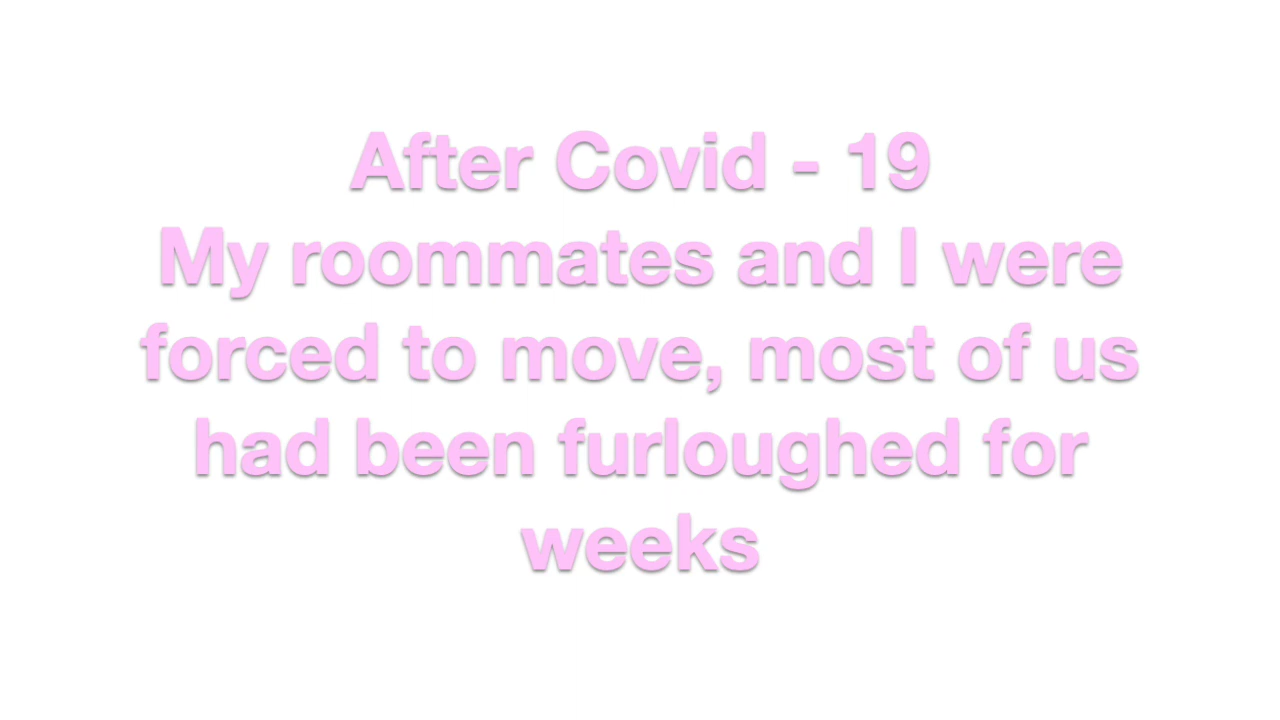 After Covid - 19
My roommates and I were
forced to move, most of us
had been furloughed for
weeks